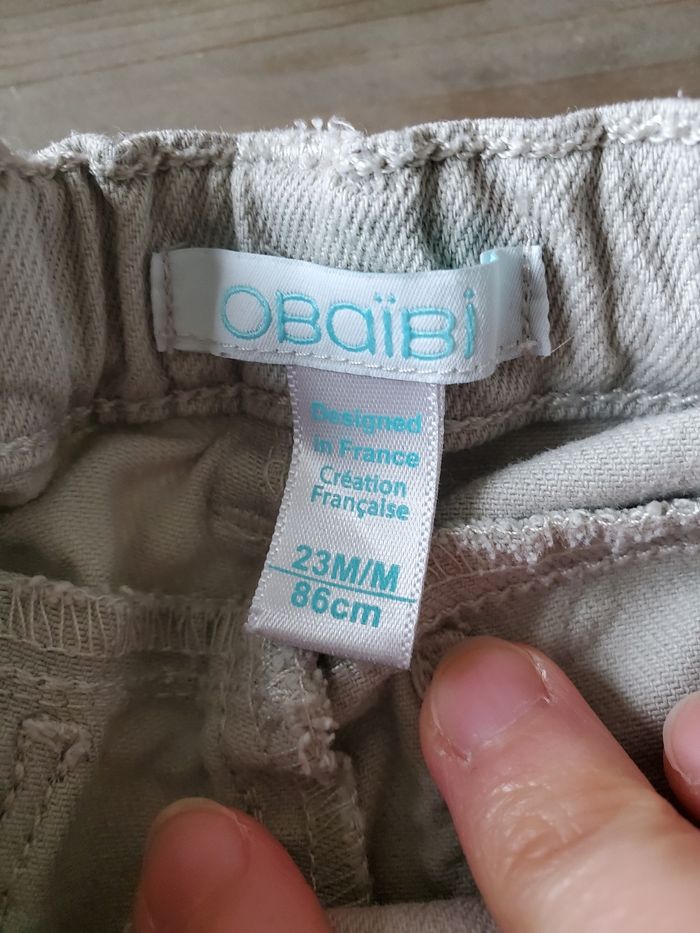 OBaïBi
Designed
in France
Création
Française
23M/M
86cm